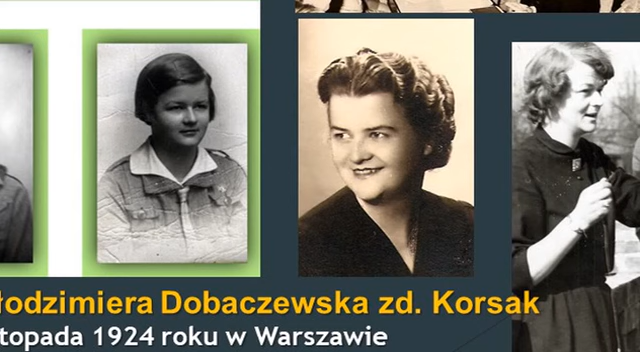 łodzimiera Dobaczewska zd. Korsak
topada 1924 roku w Warszawie